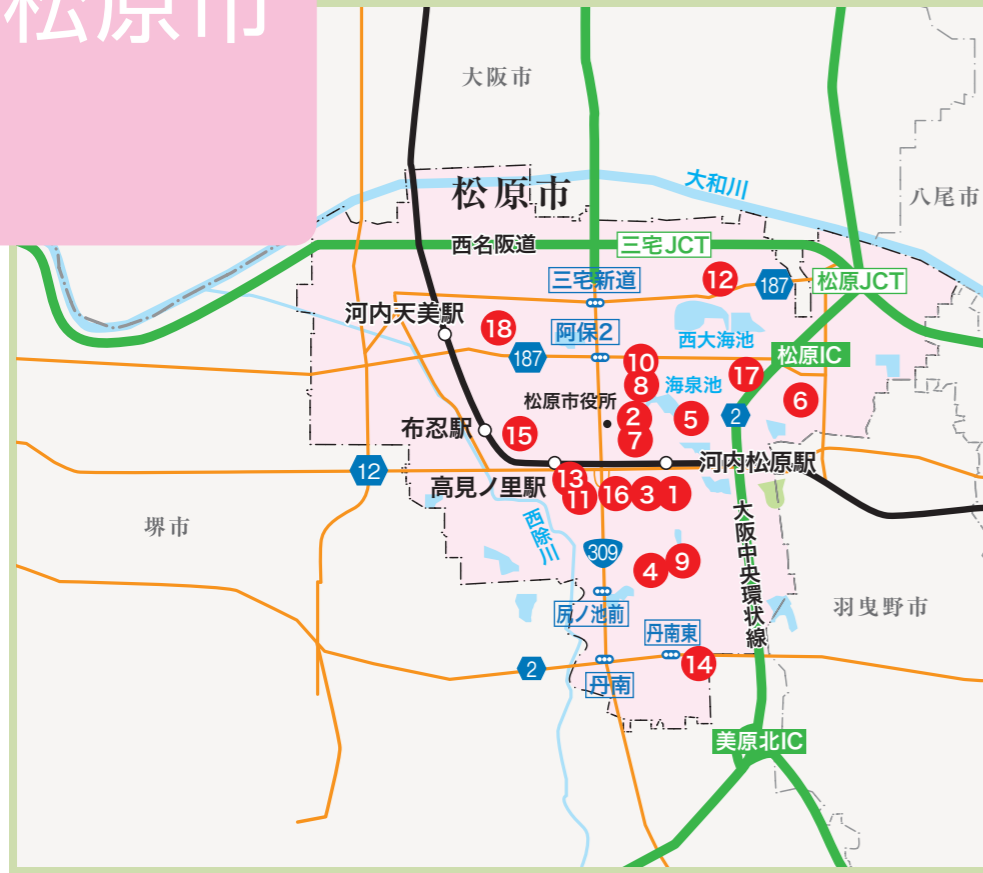 松原市
大阪市
松原市
大和川
八尾市
西名阪道
三宅JCT
三宅新道
12
187
松原JCT
河内天美駅
18
阿保2
西大海池
187
10
松原IC
8
海泉池
17
松原市役所
2
5
2
6
布忍駅
15
7
河内松原駅
12
高見ノ里駅
13
11
16
3
1
西除川
大阪中央環状線
堺市
309
4
9
尻ノ池前
羽曳野市
丹南東
14
2
丹南
美原北IC